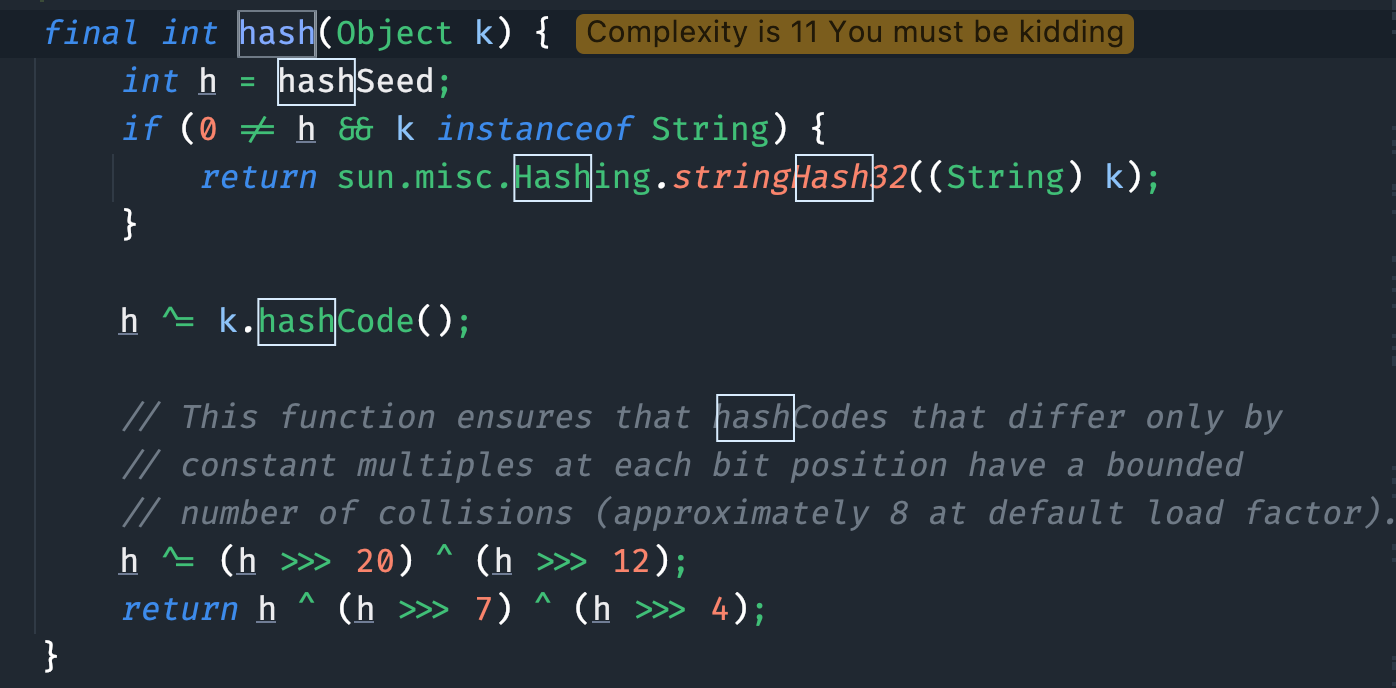 final int hash(Object k) { Complexity is 11 You must be kidding
int h = hashSeed;
if (0 != h && k instanceof String) {
return sun.misc.Hashing.stringHash32((String) k);
}
h ^= k.hashCode();
// This function ensures that hashCodes that differ only by
// constant multiples at each bit position have a bounded
// number of collisions (approximately 8 at default load factor).
h ^= (h >>> 20) ^ (h >>> 12);
return h ^ (h >>> 7) ^ (h >>> 4);
}